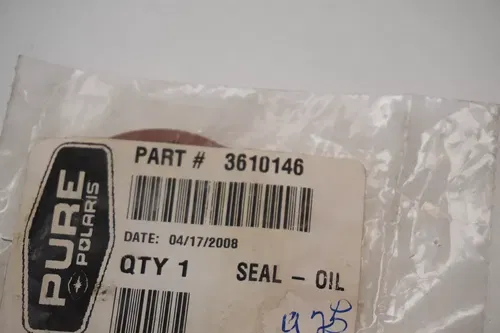 PURE
POLARIS
PART # 3610146
DATE: 04/17/2008
QTY 1 SEAL - OIL